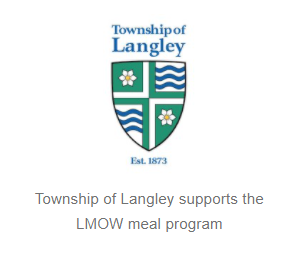 Township of
Langley
Est. 1873
Township of Langley supports the
LMOW meal program